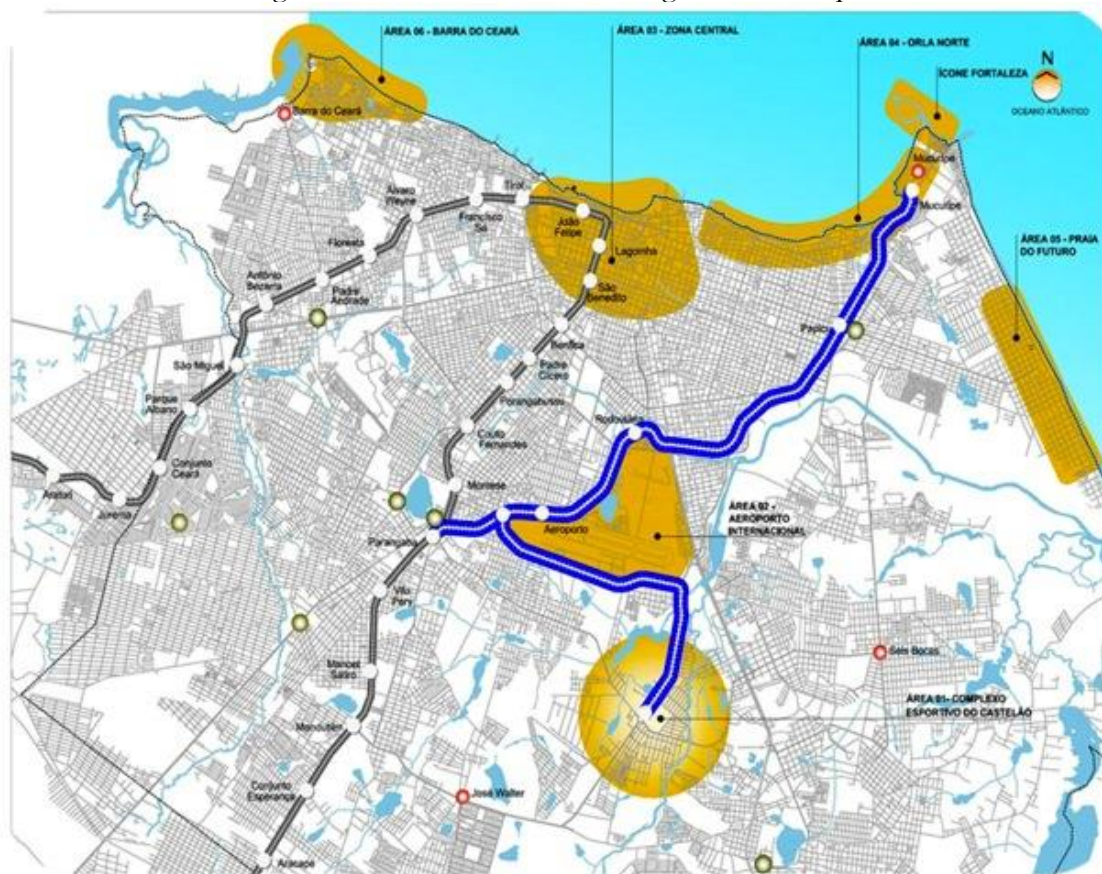 ÁREA 06 - BARRA DO CEARÁ
ÁREA 03 - ZONA CENTRAL
ÁREA 04 - ORLA NORTE
ÍCONE FORTALEZA
N
OCEANO ATLÂNTICO
Barra do Ceará
Mucuripe
Mucuripe
Álvaro
Weyne
Francisco
Sá
Tirol
João
Felipe
Lagoinha
São
Benedito
Floresta
Antônio
Bezerra
Padre
Andrade
ÁREA 05 - PRAIA
DO FUTURO
Papicu
Benfica
São Miguel
Padre
Cícero
Porangabussu
Parque
Albano
Rodoviária
Couto
Fernandes
Conjunto
Ceará
Araturi
Jurema
Montese
Aeroporto
ÁREA 02 -
AEROPORTO
INTERNACIONAL
Parangaba
Vila
Pery
Manoel
Sátiro
Seis Bocas
ÁREA 01- COMPLEXO
ESPORTIVO DO CASTELÃO
Mondubim
Conjunto
Esperança
José Walter
Aracapé